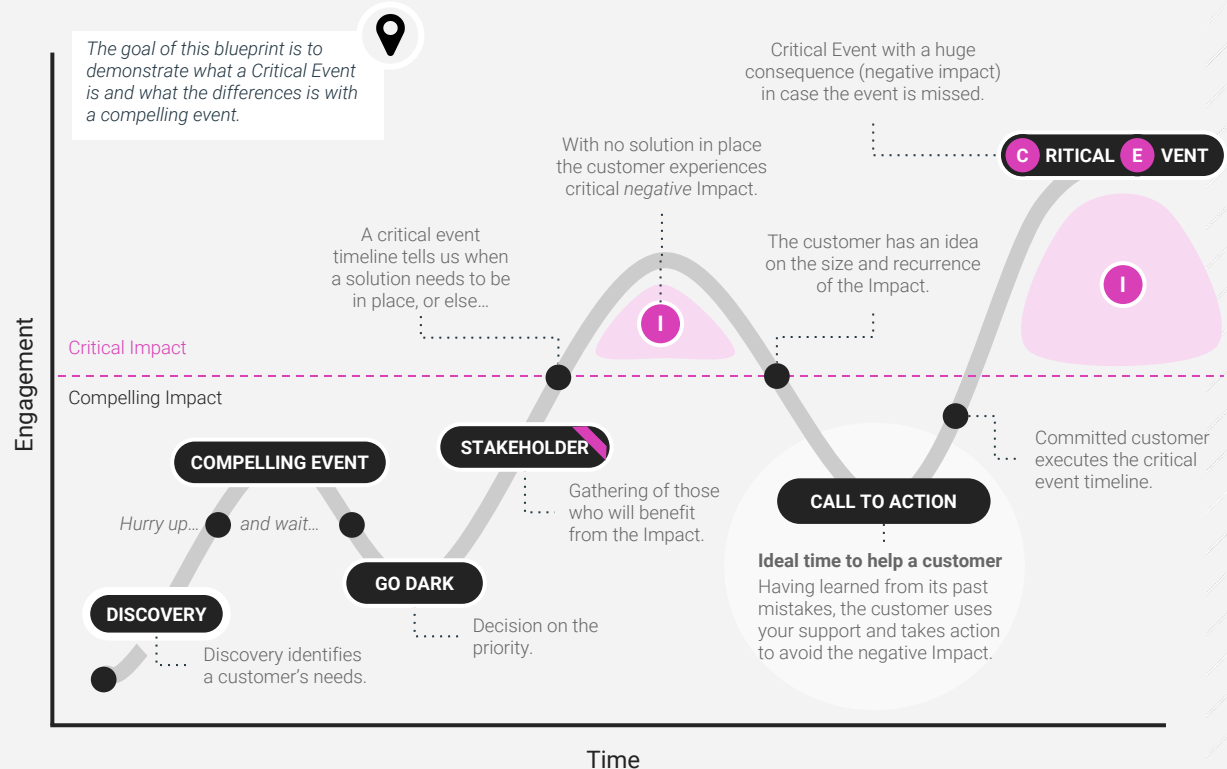 The goal of this blueprint is to
demonstrate what a Critical Event
is and what the differences is with
a compelling event.
Critical Event with a huge
consequence (negative impact)
in case the event is missed.
With no solution in place
the customer experiences
critical negative Impact.
CRITICAL EVENT
A critical event
timeline tells us when
a solution needs to be
in place, or else…
The customer has an idea
on the size and recurrence
of the Impact.
I
I
Engagement
Critical Impact
Compelling Impact
COMPELLING EVENT
STAKEHOLDER
Committed customer
executes the critical
event timeline.
Hurry up…
and wait…
Gathering of those
who will benefit
from the Impact.
CALL TO ACTION
Ideal time to help a customer
Having learned from its past
mistakes, the customer uses
your support and takes action
to avoid the negative Impact.
GO DARK
Decision on the
priority.
DISCOVERY
Discovery identifies
a customer's needs.
Time